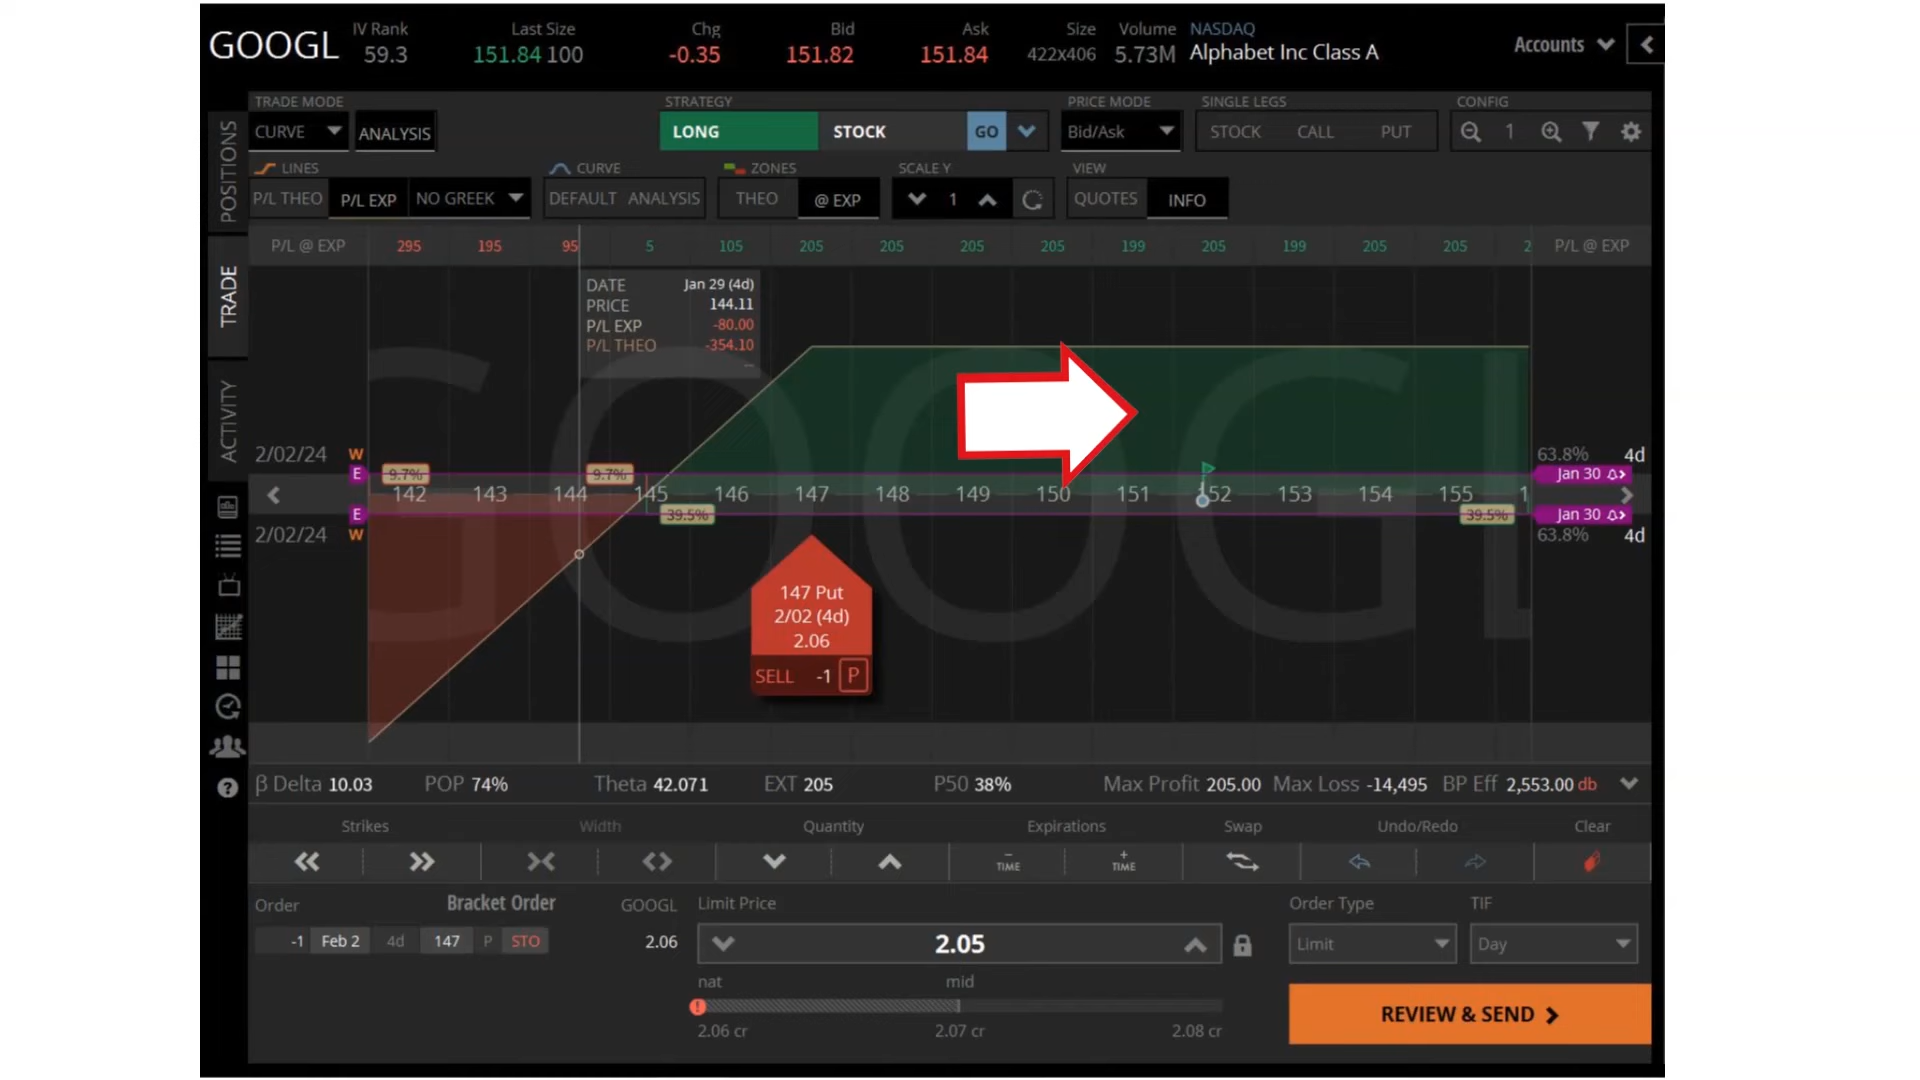 GOOGL
IV Rank
59.3
Last Size
151.84 100
Chg
-0.35
Bid
151.82
Ask
151.84
Size
422x406
Volume
5.73M
NASDAQ
Alphabet Inc Class A
Accounts
TRADE MODE
CURVE
ANALYSIS
STRATEGY
LONG
STOCK
GO
PRICE MODE
Bid/Ask
SINGLE LEGS
STOCK CALL PUT
CONFIG
1
POSITIONS
TRADE
ACTIVITY
LINES
P/L THEO P/L EXP NO GREEK
CURVE
DEFAULT ANALYSIS
ZONES
THEO @ EXP
SCALE Y
1
VIEW
QUOTES INFO
P/L @ EXP 295 195 95 5 105 205 205 205 205 199 205 199 205 205 2 P/L @ EXP
DATE Jan 29 (4d)
PRICE 144.11
P/L EXP -80.00
P/L THEO -354.10
--
GOOGL
2/02/24 W 63.8% 4d
E 9.7% 9.7% Jan 30
142 143 144 145 146 147 148 149 150 151 152 153 154 155 1
E 39.5% 39.5% Jan 30
2/02/24 W 63.8% 4d
147 Put
2/02 (4d)
2.06
SELL -1 P
β Delta 10.03 POP 74% Theta 42.071 EXT 205 P50 38% Max Profit 205.00 Max Loss -14,495 BP Eff 2,553.00 db
?
Strikes Width Quantity Expirations Swap Undo/Redo Clear
− TIME + TIME
Order Bracket Order GOOGL
-1 Feb 2 4d 147 P STO 2.06
Limit Price
2.05
nat mid
!
2.06 cr 2.07 cr 2.08 cr
Order Type TIF
Limit Day
REVIEW & SEND